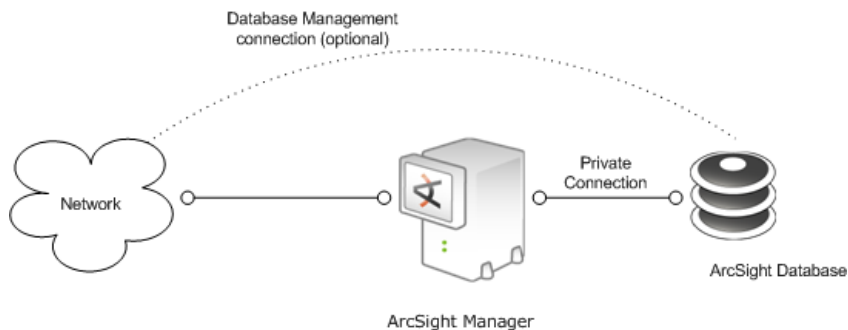 Database Management
connection (optional)
Network
Private
Connection
ArcSight Database
ArcSight Manager